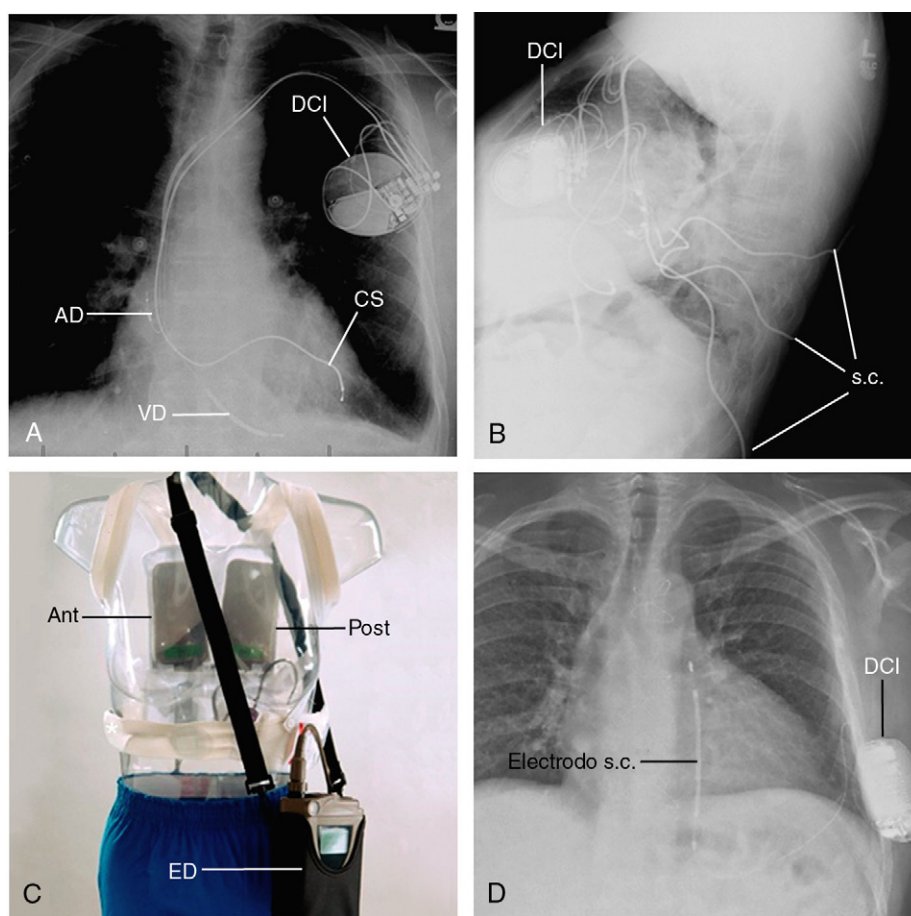 DCI
AD
CS
VD
A
DCI
L
s.c.
B
Ant
Post
ED
C
DCI
Electrodo s.c.
D